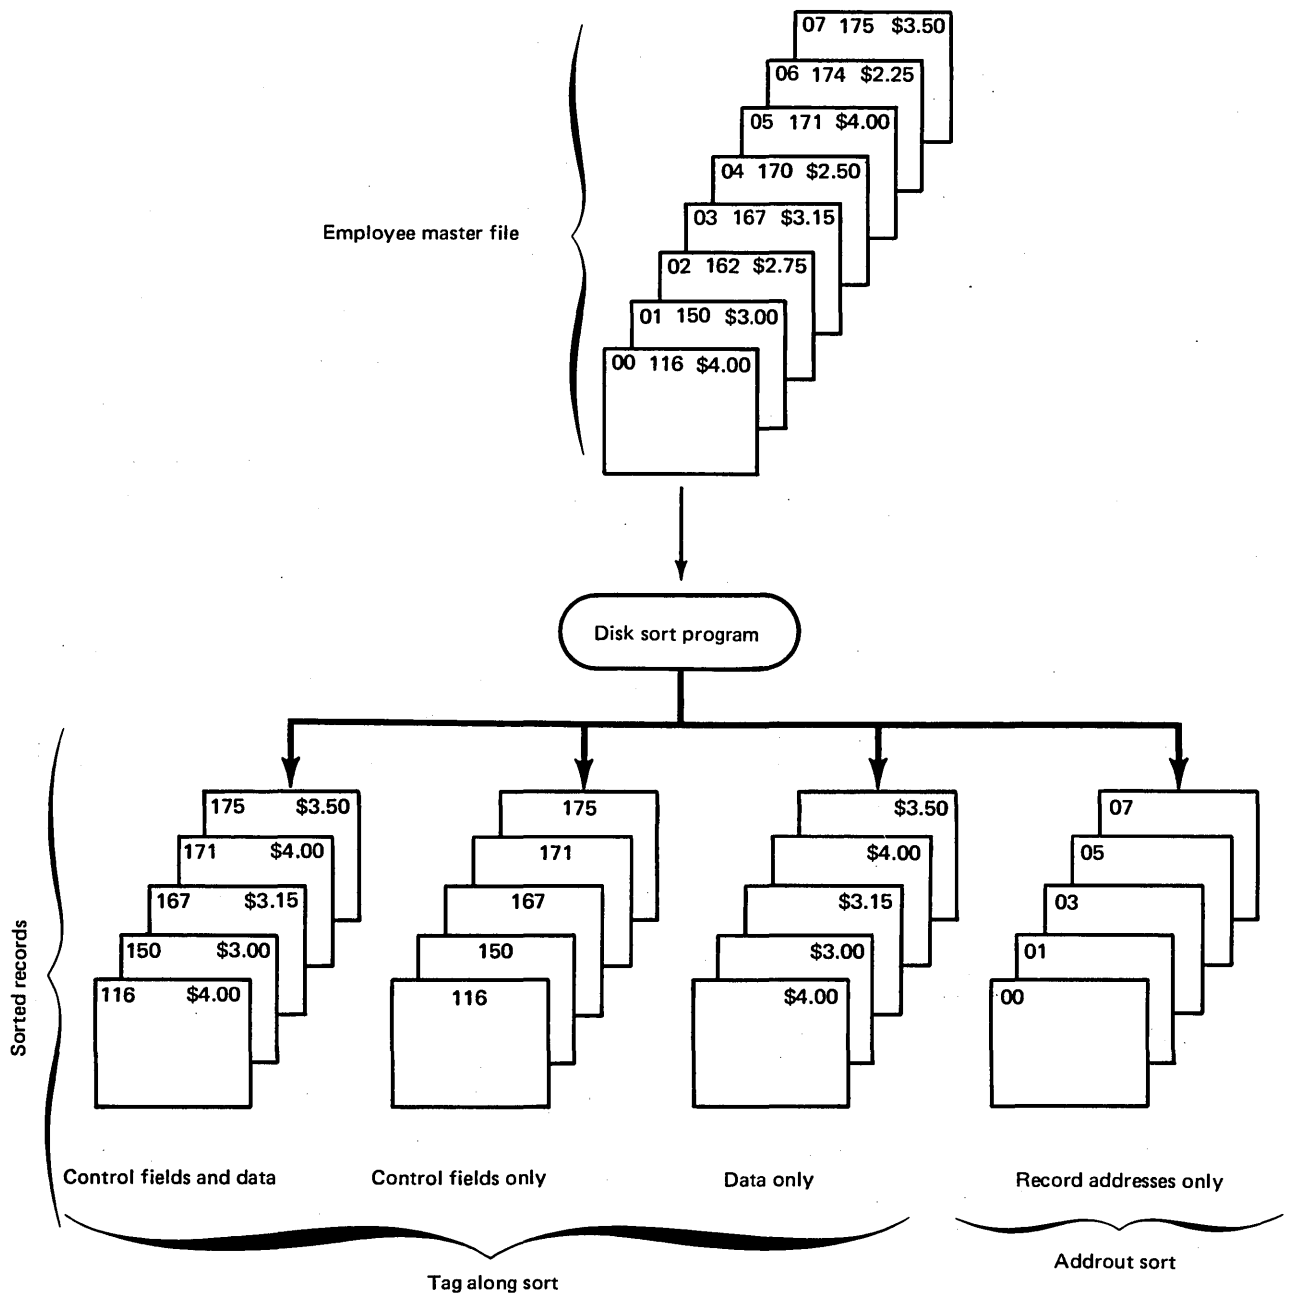 07 175 $3.50
06 174 $2.25
05 171 $4.00
04 170 $2.50
03 167 $3.15
Employee master file
02 162 $2.75
01 150 $3.00
00 116 $4.00
Disk sort program
Sorted records
175 $3.50
171 $4.00
167 $3.15
150 $3.00
116 $4.00
Control fields and data
175
171
167
150
116
Control fields only
$3.50
$4.00
$3.15
$3.00
$4.00
Data only
07
05
03
01
00
Record addresses only
Tag along sort
Addrout sort